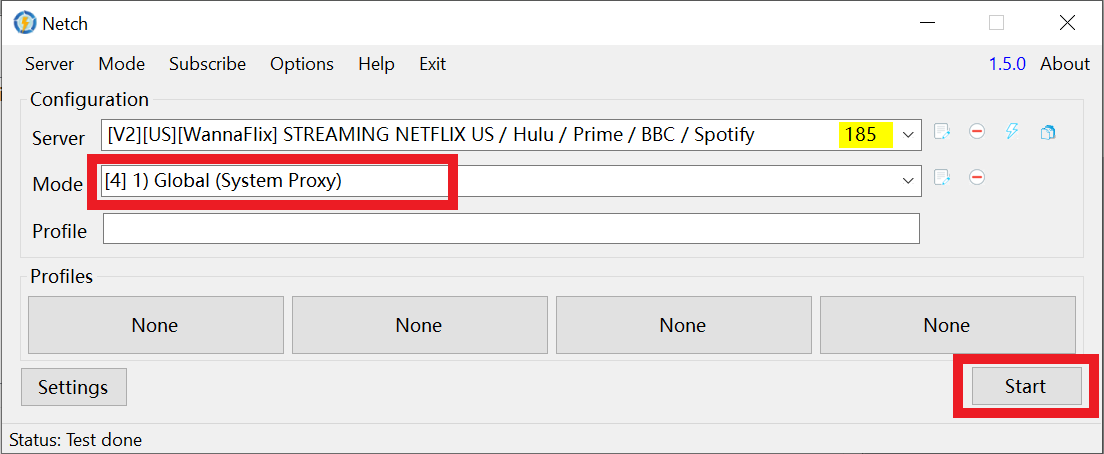 Netch
Server Mode Subscribe Options Help Exit 1.5.0 About
Configuration
Server [V2][US][WannaFlix] STREAMING NETFLIX US / Hulu / Prime / BBC / Spotify 185
Mode [4] 1) Global (System Proxy)
Profile
Profiles
None None None None
Settings Start
Status: Test done